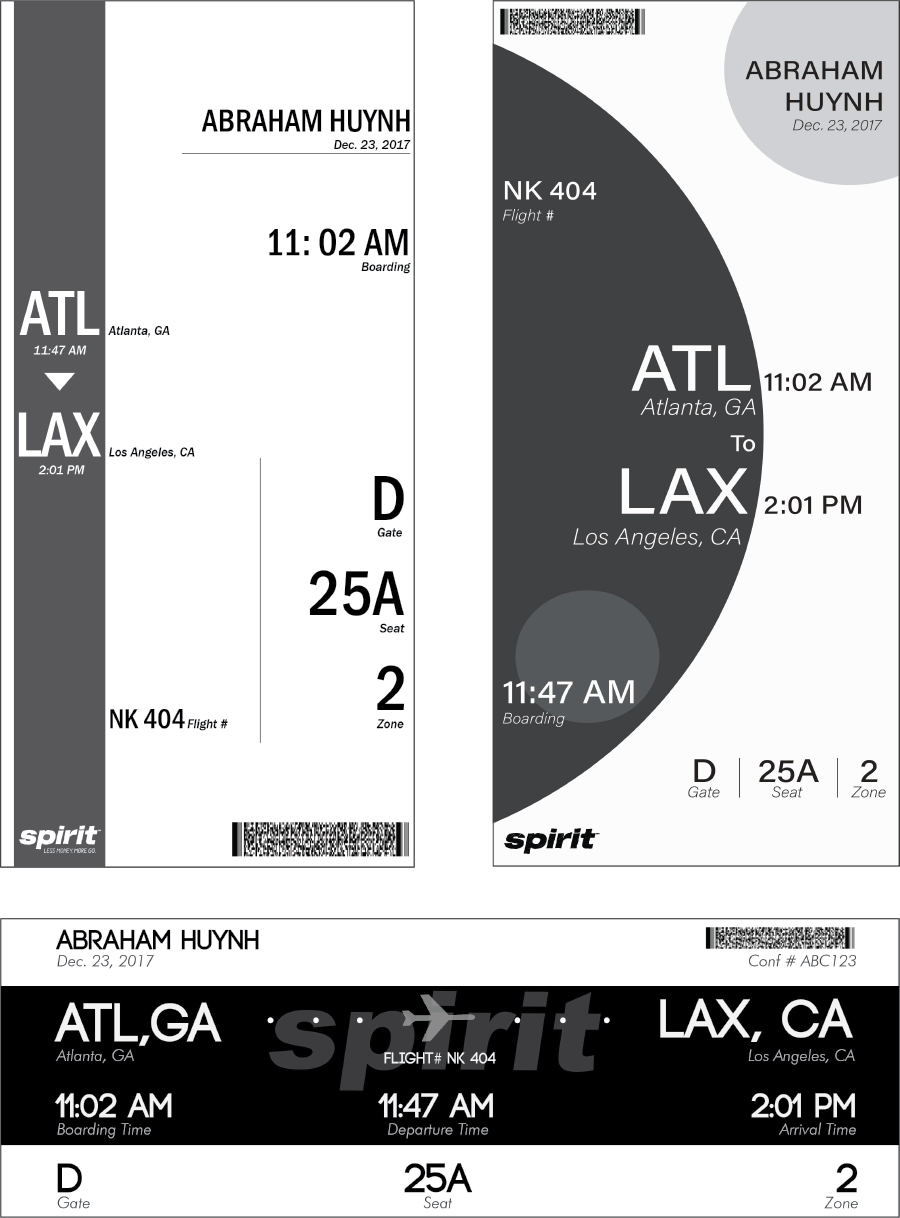 ABRAHAM HUYNH
Dec. 23, 2017
11: 02 AM
Boarding
ATL
Atlanta, GA
11:47 AM
LAX
Los Angeles, CA
2:01 PM
D
Gate
25A
Seat
2
Zone
NK 404 Flight #
spirit
LESS MONEY. MORE GO.
ABRAHAM
HUYNH
Dec. 23, 2017
NK 404
Flight #
ATL 11:02 AM
Atlanta, GA
To
LAX 2:01 PM
Los Angeles, CA
11:47 AM
Boarding
D 25A 2
Gate Seat Zone
spirit
ABRAHAM HUYNH
Dec. 23, 2017 Conf # ABC123
spirit
ATL,GA LAX, CA
Atlanta, GA FLIGHT# NK 404 Los Angeles, CA
11:02 AM 11:47 AM 2:01 PM
Boarding Time Departure Time Arrival Time
D 25A 2
Gate Seat Zone